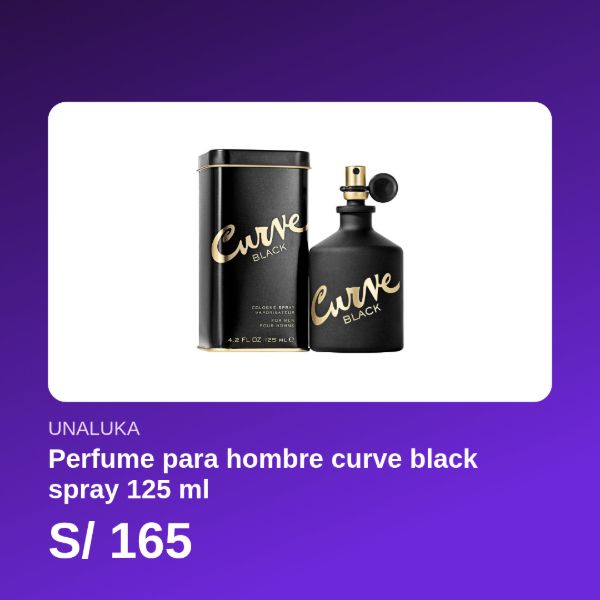 Curve
BLACK
COLOGNE SPRAY
VAPORISATEUR
FOR MEN
POUR HOMME
4.2 FL OZ 125 ML ℮
Curve
BLACK
UNALUKA
Perfume para hombre curve black
spray 125 ml
S/ 165